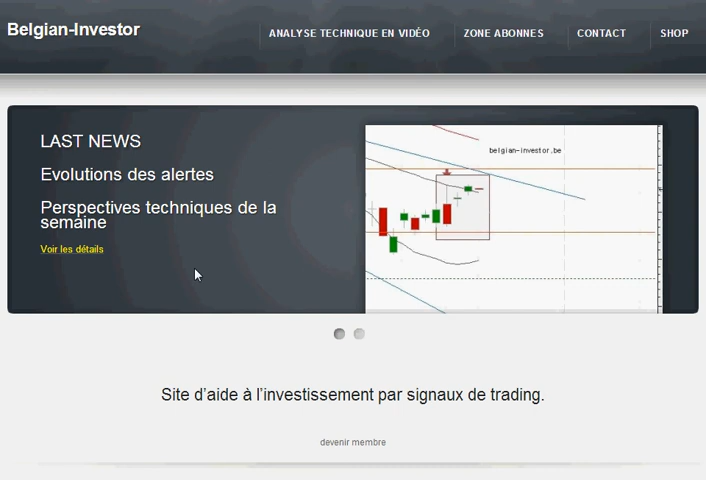 Belgian-Investor
ANALYSE TECHNIQUE EN VIDÉO
ZONE ABONNES
CONTACT
SHOP
LAST NEWS
Evolutions des alertes
Perspectives techniques de la
semaine
Voir les détails
belgian-investor.be
Site d'aide à l'investissement par signaux de trading.
devenir membre